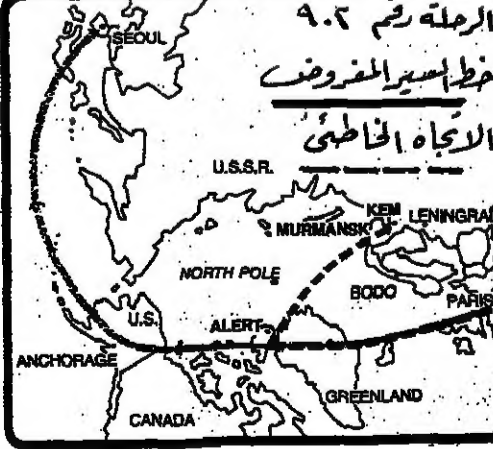 الرحلة رقم ٩٠٢
خط السير المفروض
الاتجاه الخاطئ
SEOUL
U.S.S.R.
KEM
LENINGRA
MURMANSK
NORTH POLE
BODO
PARIS
U.S.
ALERT
ANCHORAGE
GREENLAND
CANADA